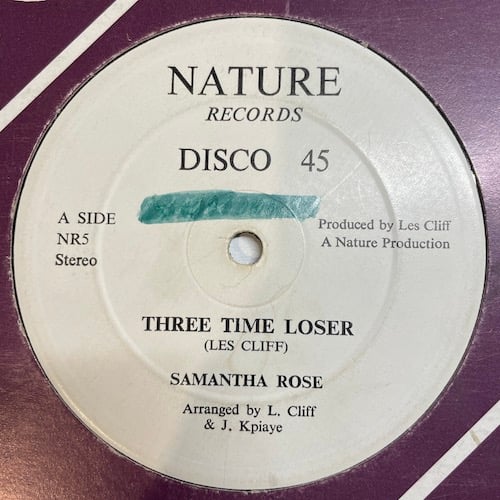 NATURE
RECORDS
DISCO 45
A SIDE
NR5
Stereo
Produced by Les Cliff
A Nature Production
THREE TIME LOSER
(LES CLIFF)
SAMANTHA ROSE
Arranged by L. Cliff
& J. Kpiaye